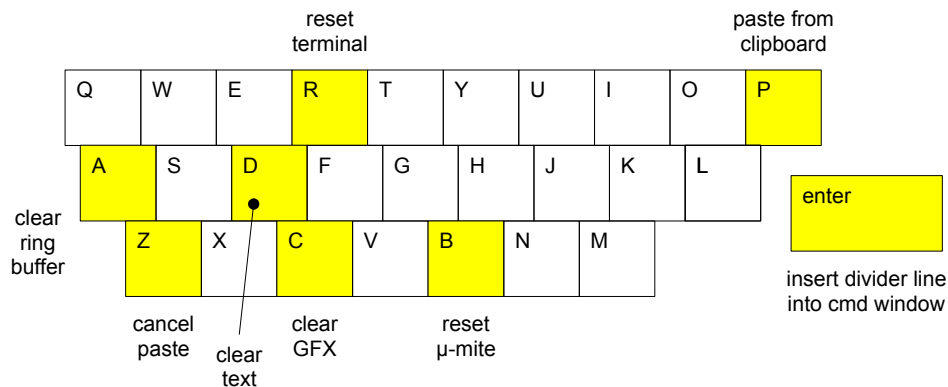 reset
terminal
paste from
clipboard
Q W E R T Y U I O P
A S D F G H J K L
enter
clear
ring
buffer
Z X C V B N M
insert divider line
into cmd window
cancel
paste
clear
text
clear
GFX
reset
µ-mite